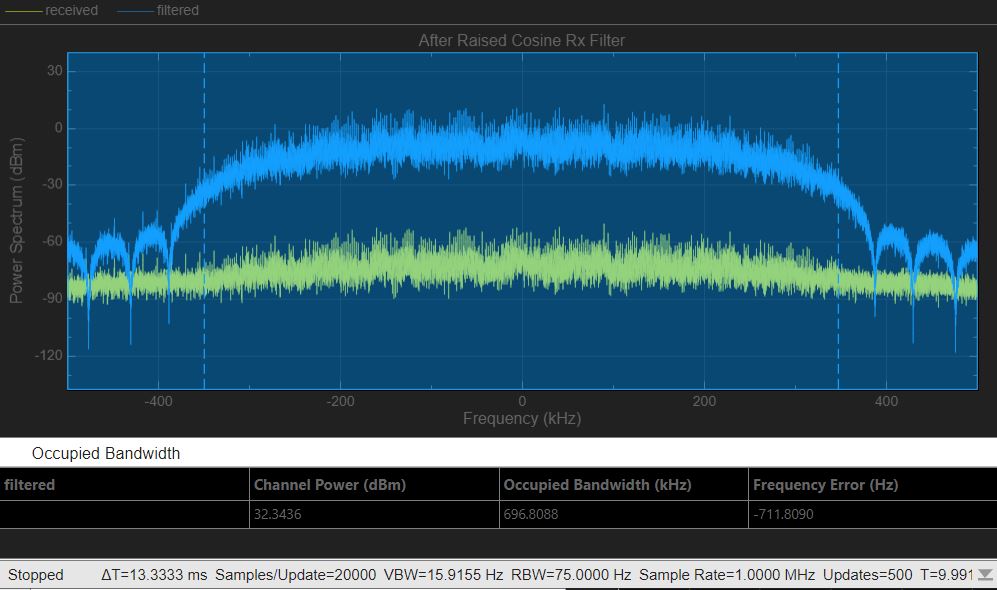 received filtered
After Raised Cosine Rx Filter
30
0
-30
-60
-90
-120
Power Spectrum (dBm)
-400 -200 0 200 400
Frequency (kHz)
Occupied Bandwidth
filtered Channel Power (dBm) Occupied Bandwidth (kHz) Frequency Error (Hz)
32.3436 696.8088 -711.8090
Stopped ΔT=13.3333 ms Samples/Update=20000 VBW=15.9155 Hz RBW=75.0000 Hz Sample Rate=1.0000 MHz Updates=500 T=9.991